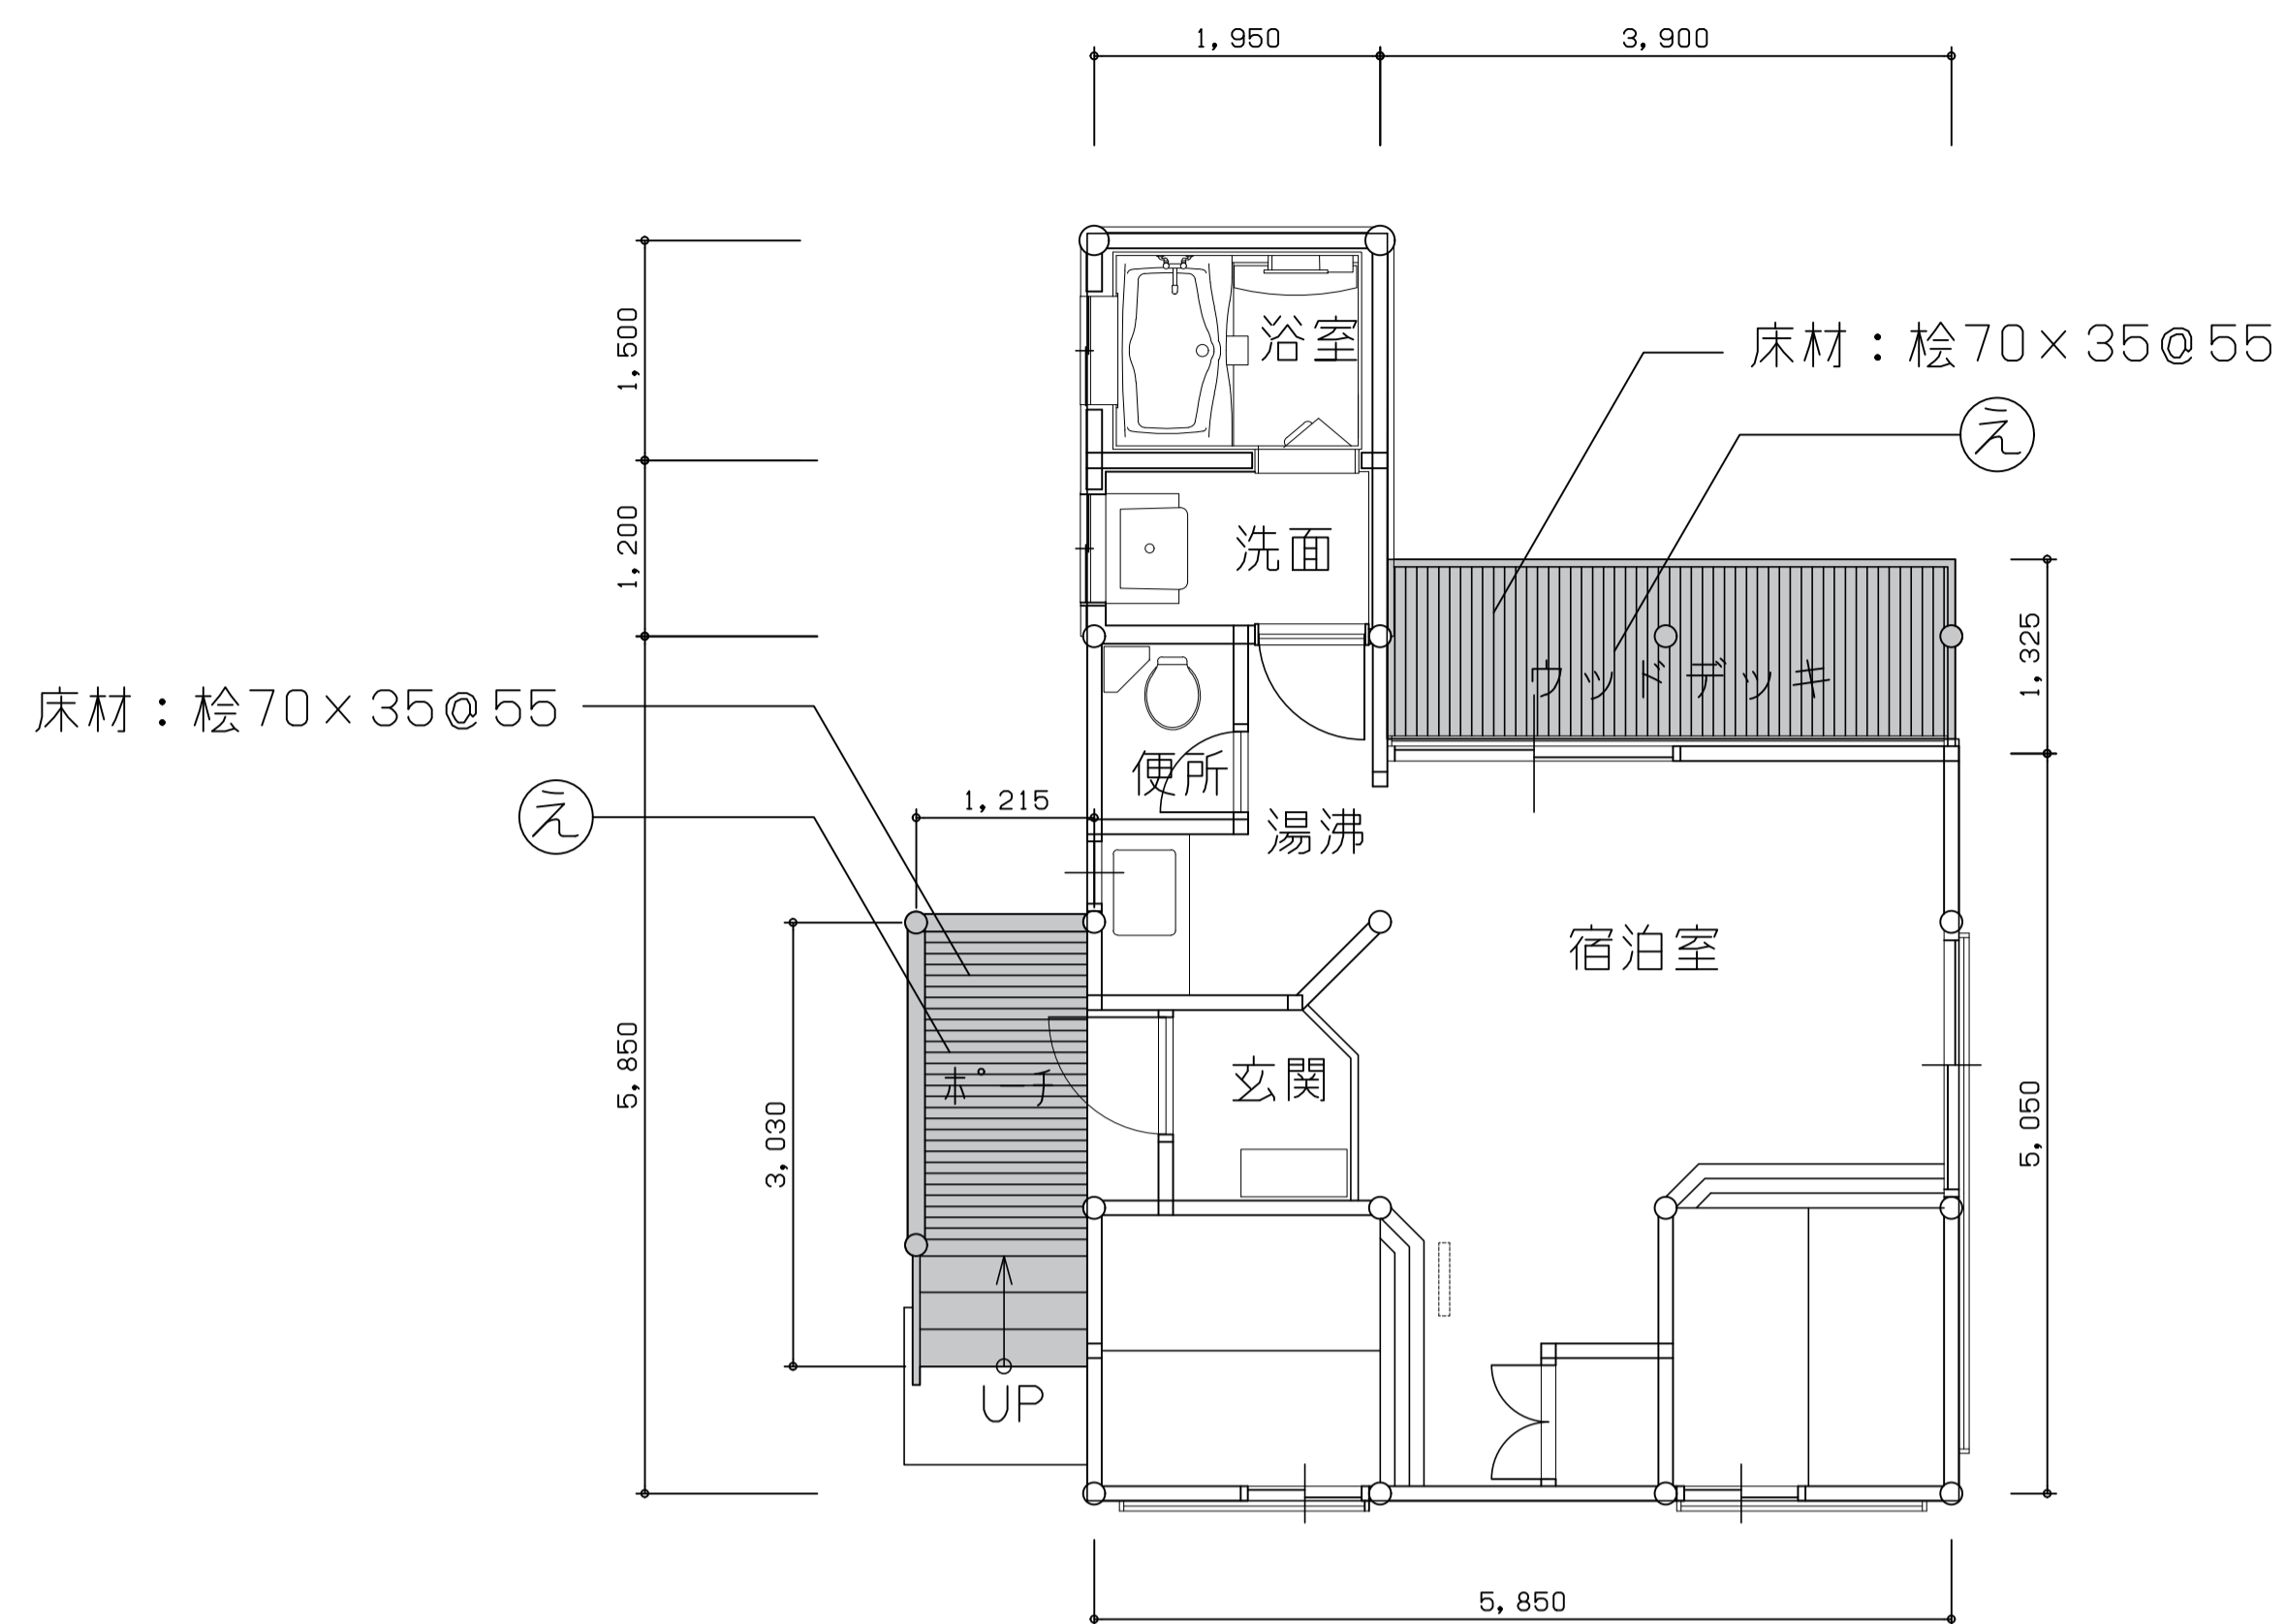 1,950
3,900
1,500
浴室
床材：桧70×35@55
え
1,200
洗面
1,325
ウッドデッキ
床材：桧70×35@55
え
便所
1,215
湯沸
宿泊室
5,850
3,030
ポーチ
玄関
5,050
UP
5,850